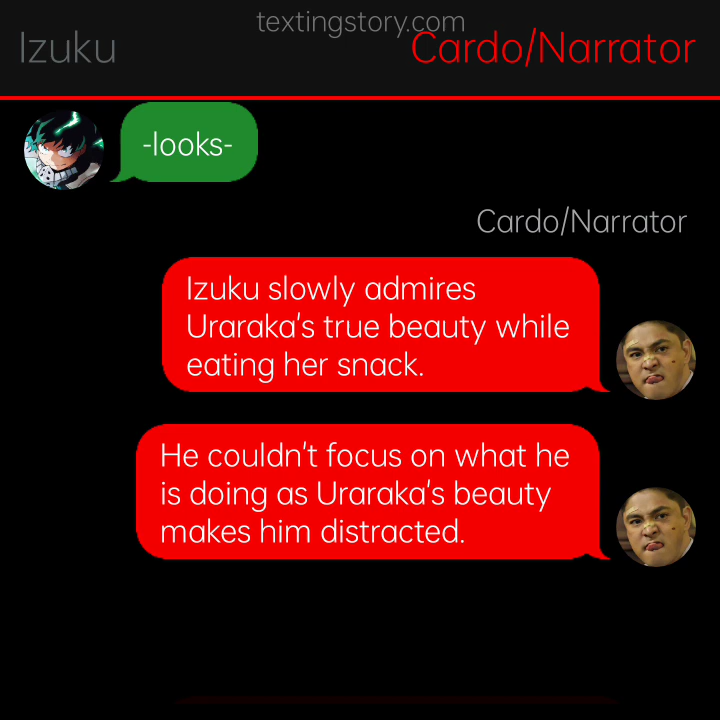 textingstory.com
Izuku
Cardo/Narrator
-looks-
Cardo/Narrator
Izuku slowly admires
Uraraka's true beauty while
eating her snack.
He couldn't focus on what he
is doing as Uraraka's beauty
makes him distracted.